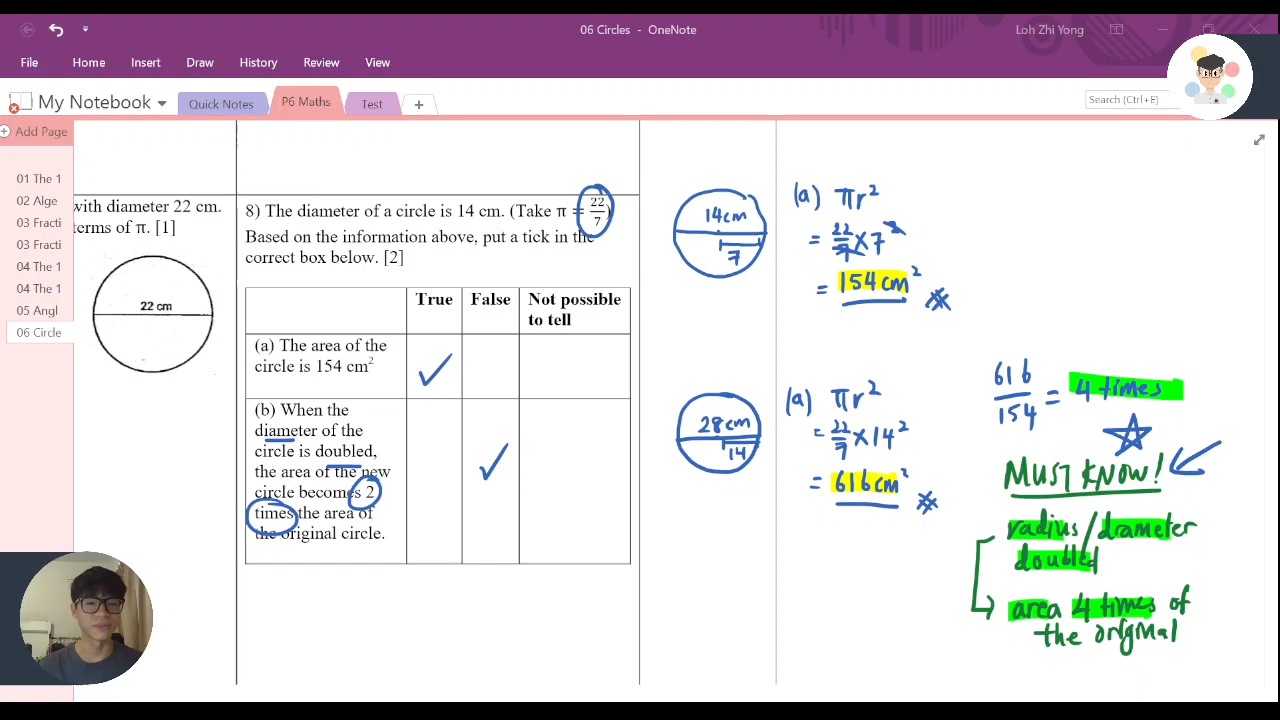 06 Circles - OneNote
Loh Zhi Yong
File Home Insert Draw History Review View
My Notebook
Quick Notes
P6 Maths
Test
Search (Ctrl+E)
Add Page
01 The 1
02 Alge
03 Fracti
03 Fracti
04 The 1
04 The 1
05 Angl
06 Circle
with diameter 22 cm.
terms of π. [1]
22 cm
8) The diameter of a circle is 14 cm. (Take π = 22/7)
Based on the information above, put a tick in the
correct box below. [2]
True False Not possible
to tell
(a) The area of the
circle is 154 cm²
✓
(b) When the
diameter of the
circle is doubled,
the area of the new
circle becomes 2
times the area of
the original circle.
✓
14cm
7
(a) πr²
= 22/7 × 7²
= 154 cm²
28cm
14
(a) πr²
= 22/7 × 14²
= 616 cm²
616/154 = 4 times
MUST KNOW!
radius/diameter
doubled
area 4 times of
the original